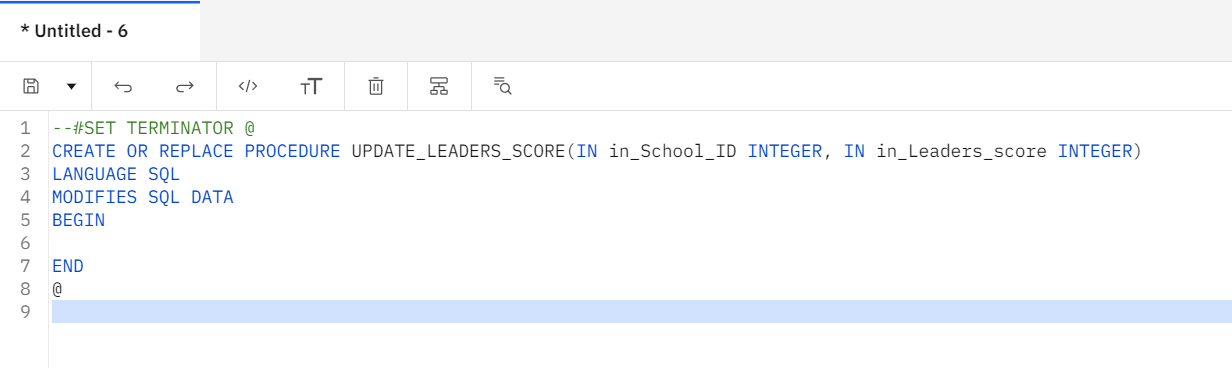 * Untitled - 6
1 --#SET TERMINATOR @
2 CREATE OR REPLACE PROCEDURE UPDATE_LEADERS_SCORE(IN in_School_ID INTEGER, IN in_Leaders_score INTEGER)
3 LANGUAGE SQL
4 MODIFIES SQL DATA
5 BEGIN
6
7 END
8 @
9